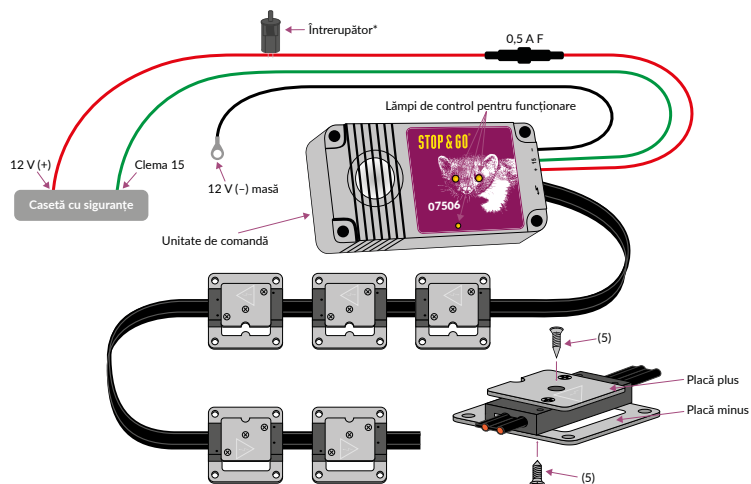 Întrerupător*
0,5 A F
Lămpi de control pentru funcționare
STOP & GO®
- 
15
+
12 V (+)
Clema 15
12 V (–) masă
07506
Casetă cu siguranțe
Unitate de comandă
(5)
Placă plus
Placă minus
(5)